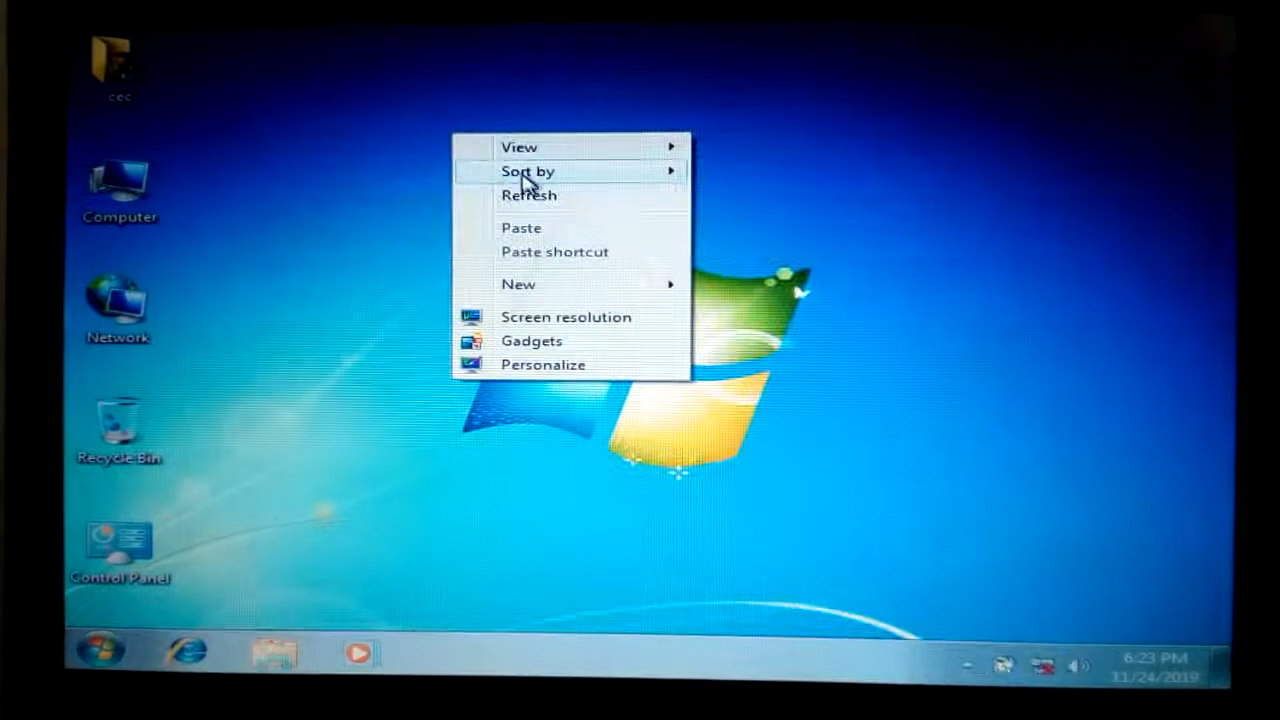 cec
Computer
Network
Recycle Bin
Control Panel
View
Sort by
Refresh
Paste
Paste shortcut
New
Screen resolution
Gadgets
Personalize
6:23 PM
11/24/2019